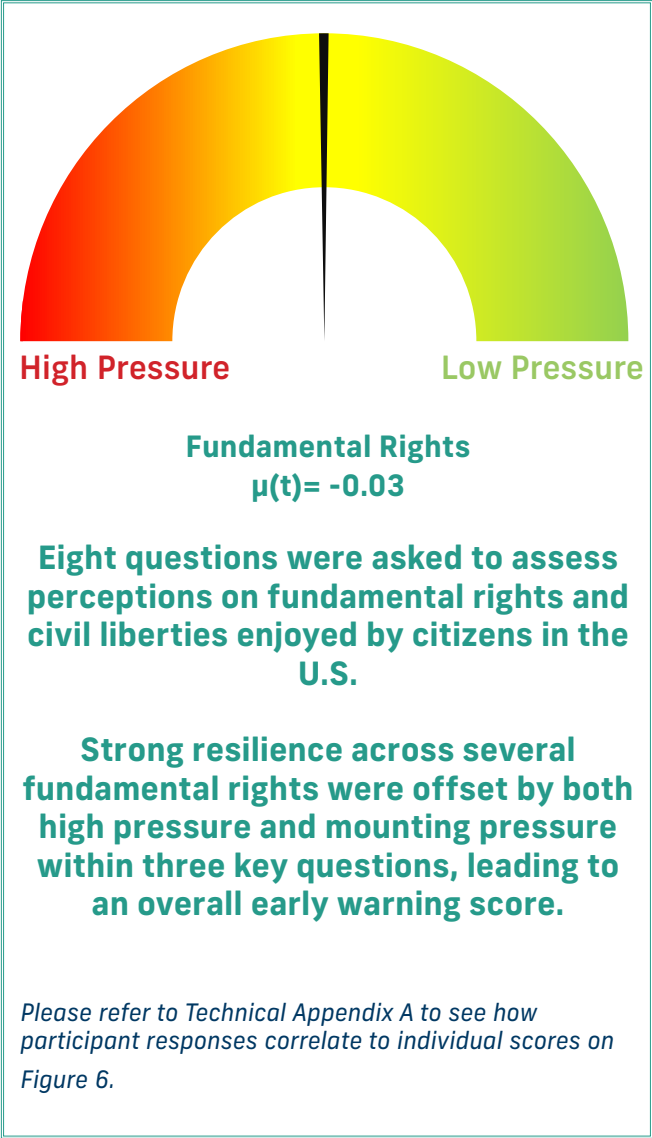 High Pressure
Low Pressure
Fundamental Rights
μ(t)= -0.03
Eight questions were asked to assess
perceptions on fundamental rights and
civil liberties enjoyed by citizens in the
U.S.
Strong resilience across several
fundamental rights were offset by both
high pressure and mounting pressure
within three key questions, leading to
an overall early warning score.
Please refer to Technical Appendix A to see how
participant responses correlate to individual scores on
Figure 6.